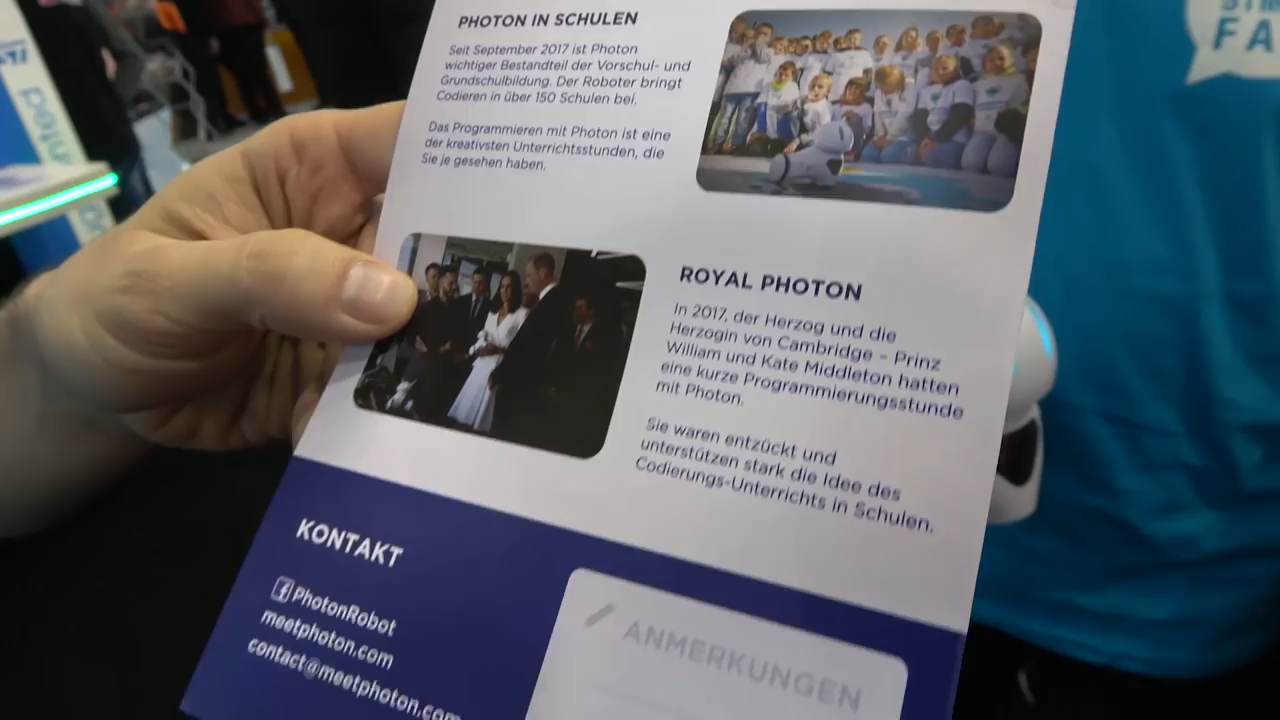 PHOTON IN SCHULEN
Seit September 2017 ist Photon
wichtiger Bestandteil der Vorschul- und
Grundschulbildung. Der Roboter bringt
Codieren in über 150 Schulen bei.
Das Programmieren mit Photon ist eine
der kreativsten Unterrichtsstunden, die
Sie je gesehen haben.
ROYAL PHOTON
In 2017, der Herzog und die
Herzogin von Cambridge - Prinz
William und Kate Middleton hatten
eine kurze Programmierungsstunde
mit Photon.
Sie waren entzückt und
unterstützen stark die Idee des
Codierungs-Unterrichts in Schulen.
KONTAKT
PhotonRobot
meetphoton.com
contact@meetphoton.com
ANMERKUNGEN
FA